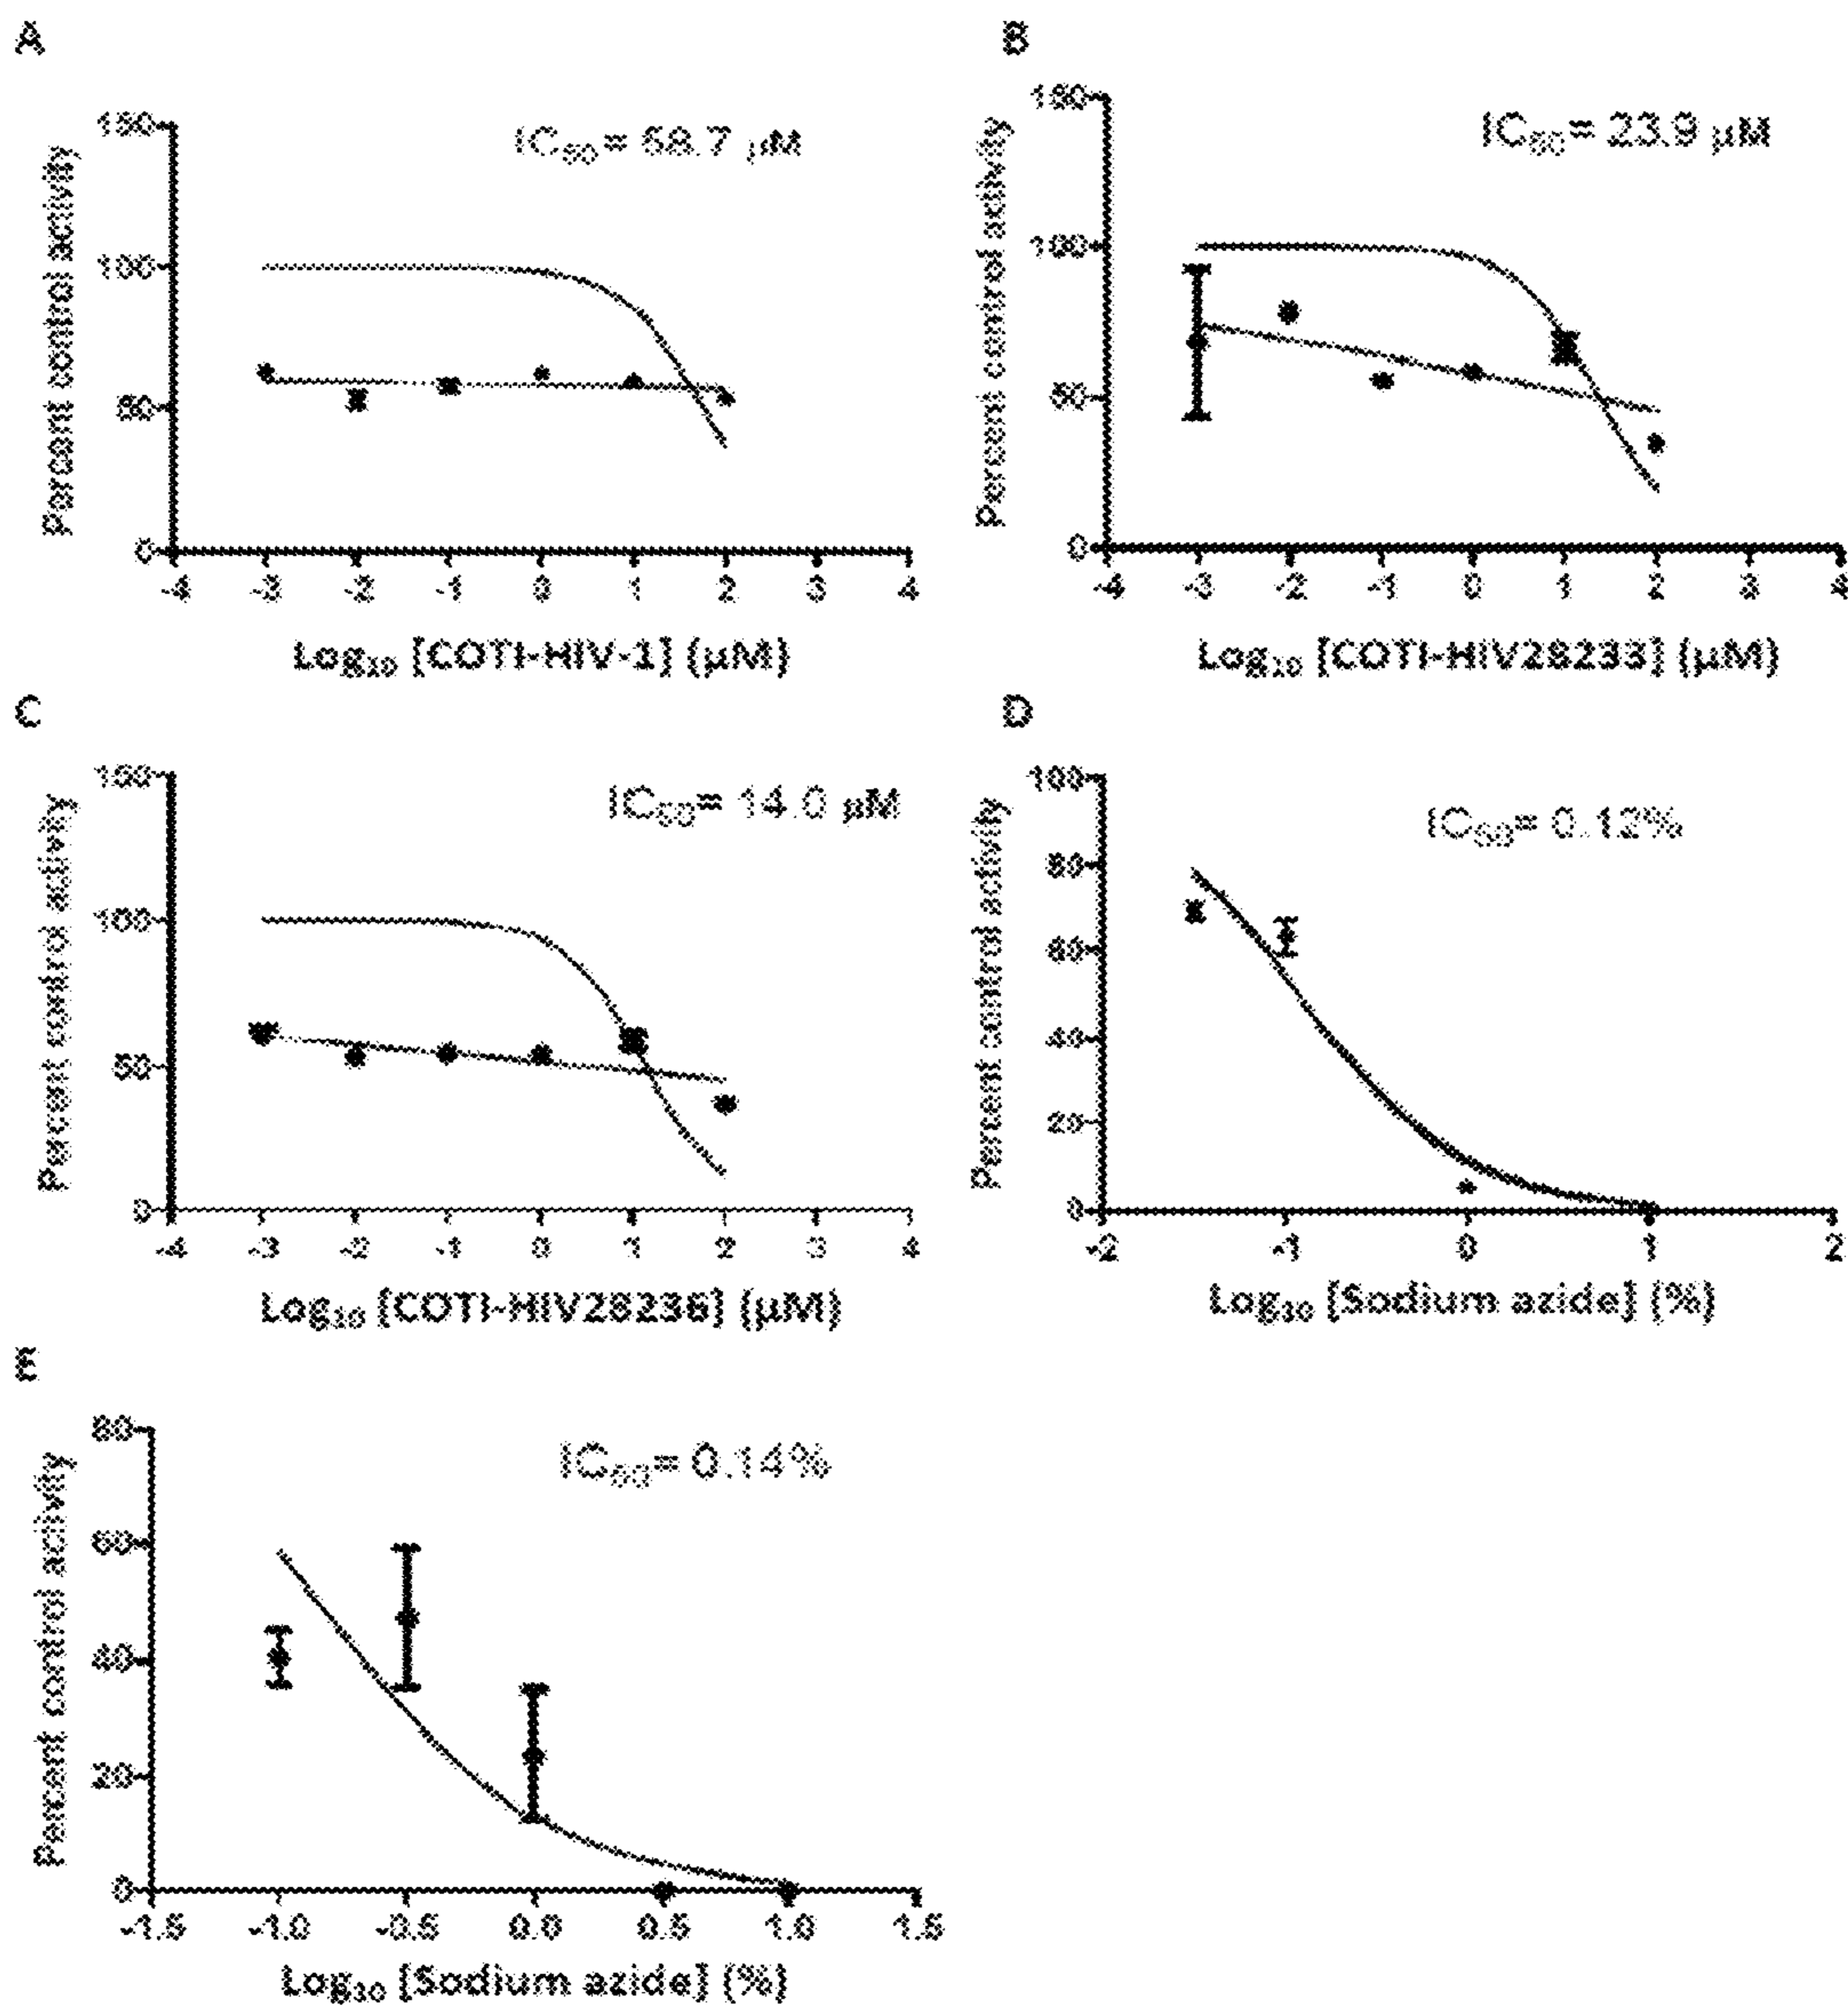 A
B
150
100
50
0
Percent control activity
IC50= 58.7 µM
-4 -3 -2 -1 0 1 2 3 4
Log10 [COTI-HIV-1] (µM)
150
100
50
0
Percent control activity
IC50= 23.9 µM
-4 -3 -2 -1 0 1 2 3 4
Log10 [COTI-HIV28233] (µM)
C
D
150
100
50
0
Percent control activity
IC50= 14.0 µM
-4 -3 -2 -1 0 1 2 3 4
Log10 [COTI-HIV28236] (µM)
100
80
60
40
20
0
Percent control activity
IC50= 0.12%
-2 -1 0 1 2
Log10 [Sodium azide] (%)
E
80
60
40
20
0
Percent control activity
IC50= 0.14%
-1.5 -1.0 -0.5 0.0 0.5 1.0 1.5
Log10 [Sodium azide] (%)